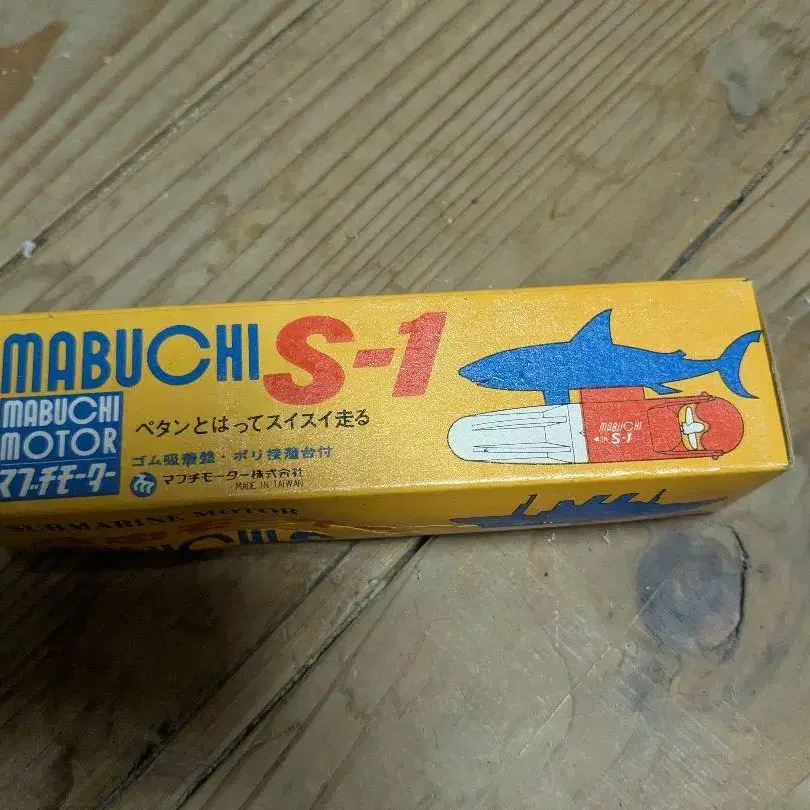 MABUCHI S-1
MABUCHI
MOTOR
マブチモーター
ペタンとはってスイスイ走る
ゴム吸着盤・ポリ接着台付
マブチモーター株式会社
MADE IN TAIWAN
MABUCHI
S-1
SUBMARINE MOTOR